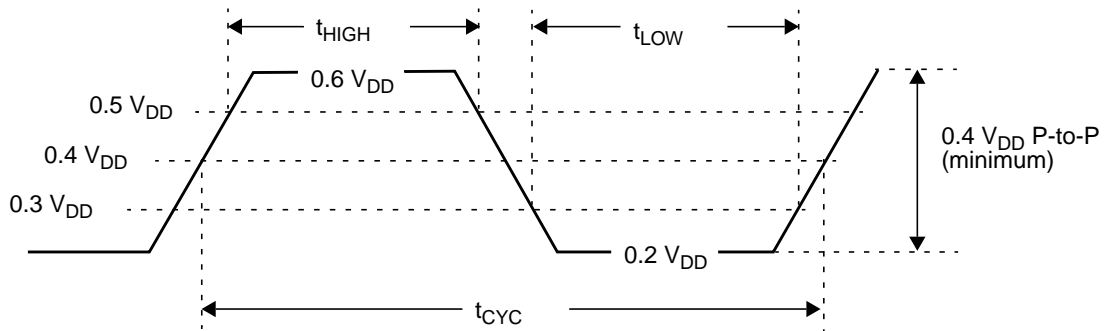 tHIGH
tLOW
0.6 VDD
0.5 VDD
0.4 VDD
0.4 VDD P-to-P
(minimum)
0.3 VDD
0.2 VDD
tCYC